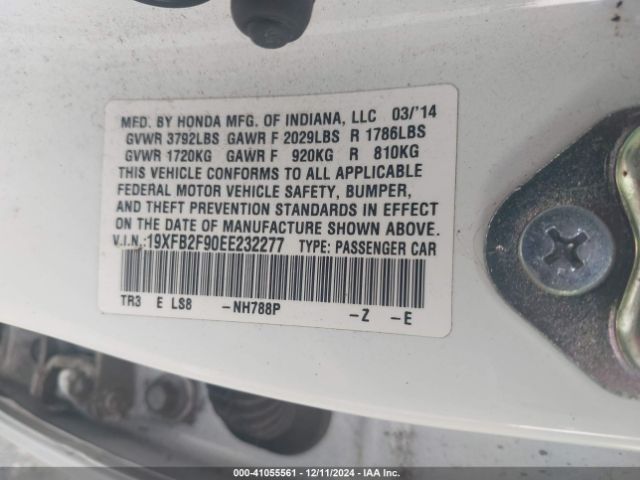 MFD. BY HONDA MFG. OF INDIANA, LLC 03/'14
GVWR 3792LBS GAWR F 2029LBS R 1786LBS
GVWR 1720KG GAWR F 920KG R 810KG
THIS VEHICLE CONFORMS TO ALL APPLICABLE
FEDERAL MOTOR VEHICLE SAFETY, BUMPER,
AND THEFT PREVENTION STANDARDS IN EFFECT
ON THE DATE OF MANUFACTURE SHOWN ABOVE.
V.I.N.:19XFB2F90EE232277 TYPE: PASSENGER CAR
TR3 E LS8 -NH788P -Z -E
000-41055561 - 12/11/2024 - IAA Inc.